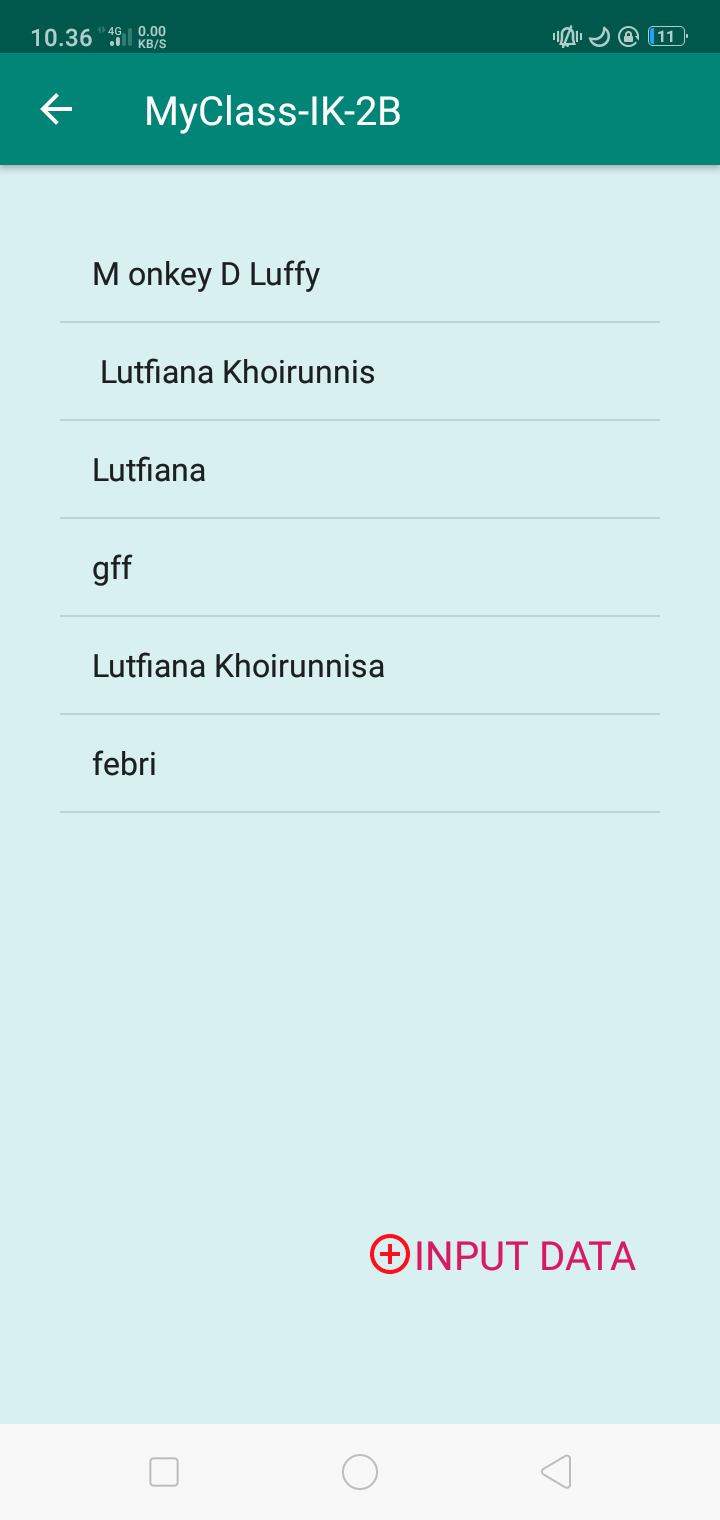 10.36 4G 0.00 KB/S 11
MyClass-IK-2B
M onkey D Luffy
Lutfiana Khoirunnis
Lutfiana
gff
Lutfiana Khoirunnisa
febri
INPUT DATA